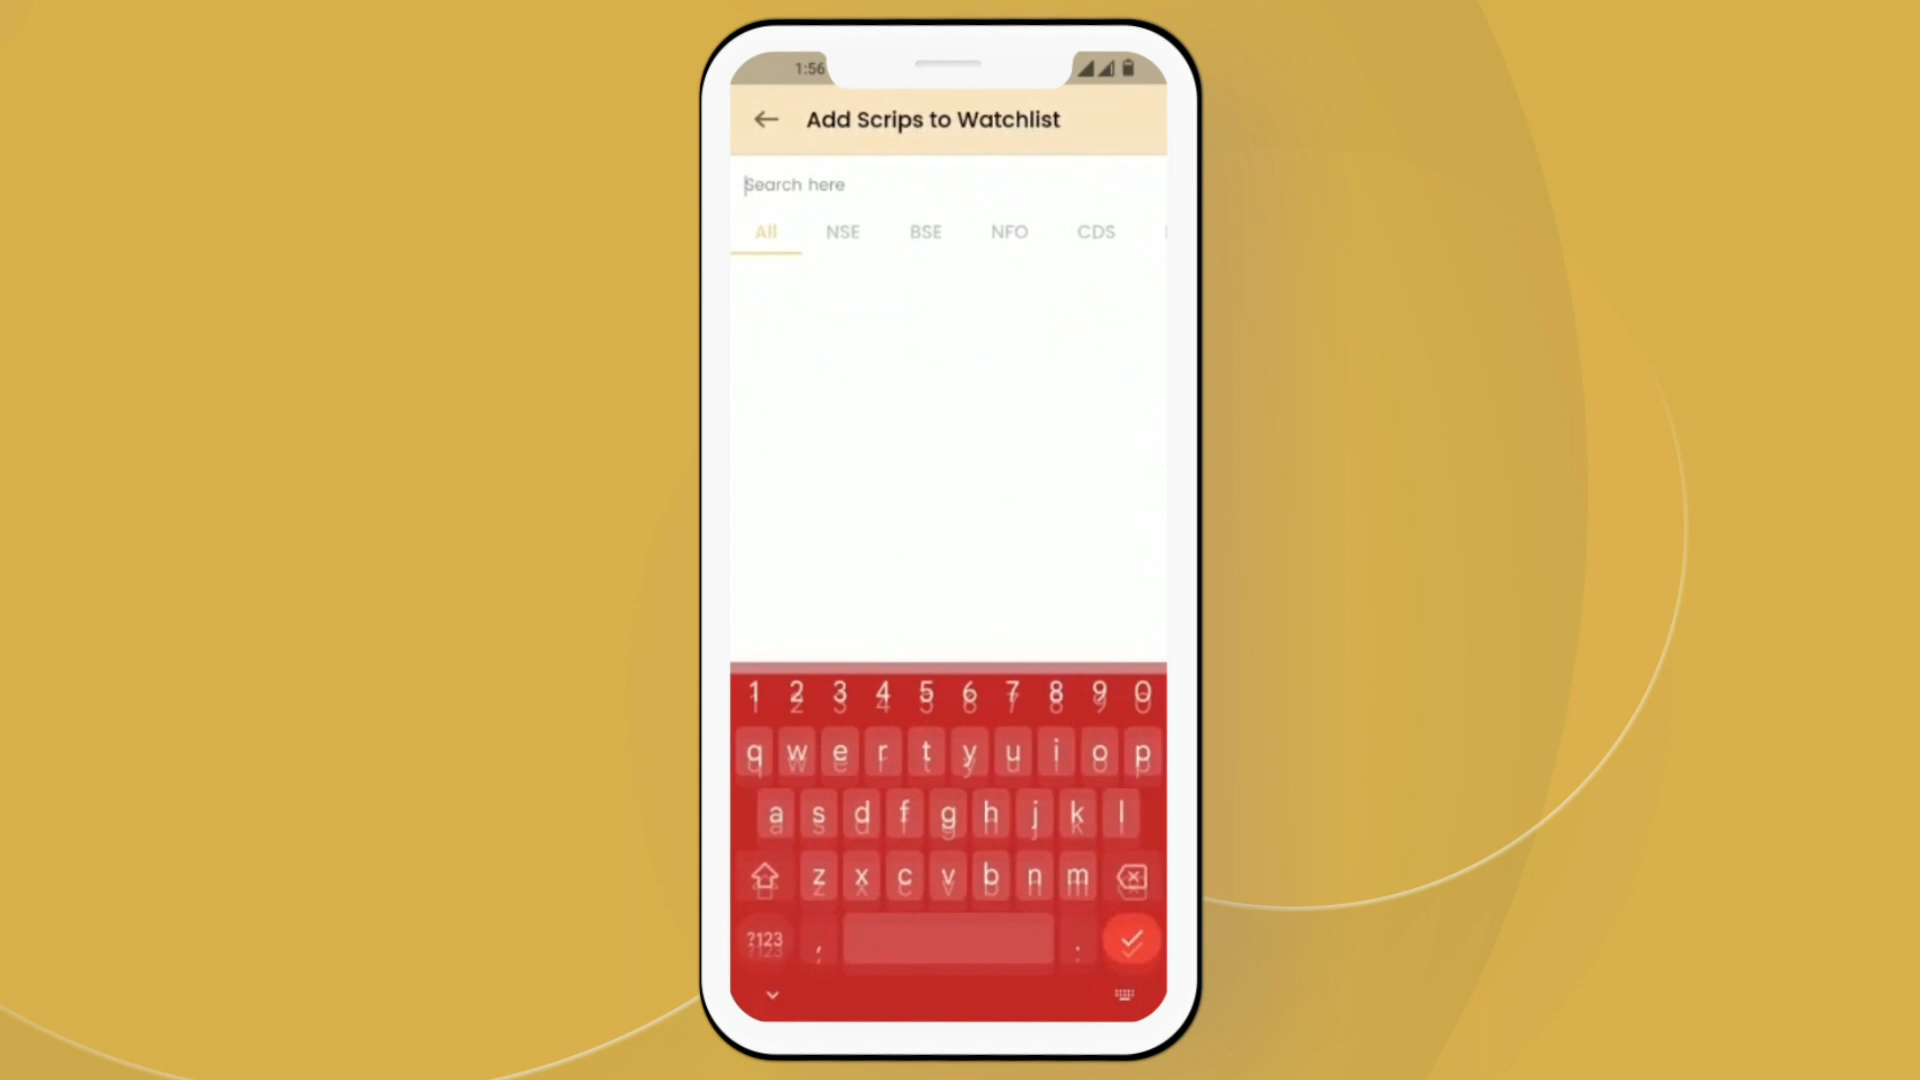 1:56
Add Scrips to Watchlist
Search here
All NSE BSE NFO CDS
1 2 3 4 5 6 7 8 9 0
q w e r t y u i o p
a s d f g h j k l
z x c v b n m
?123 , .